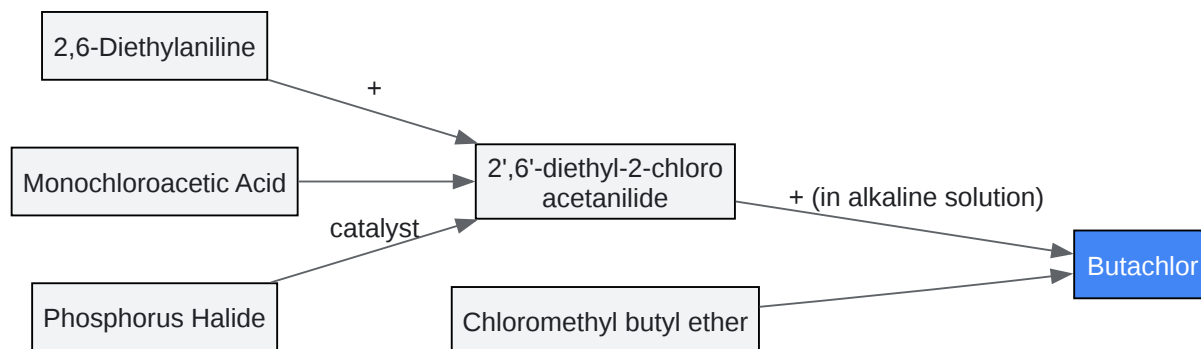 2,6-Diethylaniline
+
Monochloroacetic Acid
2',6'-diethyl-2-chloro
acetanilide
+ (in alkaline solution)
catalyst
Butachlor
Phosphorus Halide
Chloromethyl butyl ether